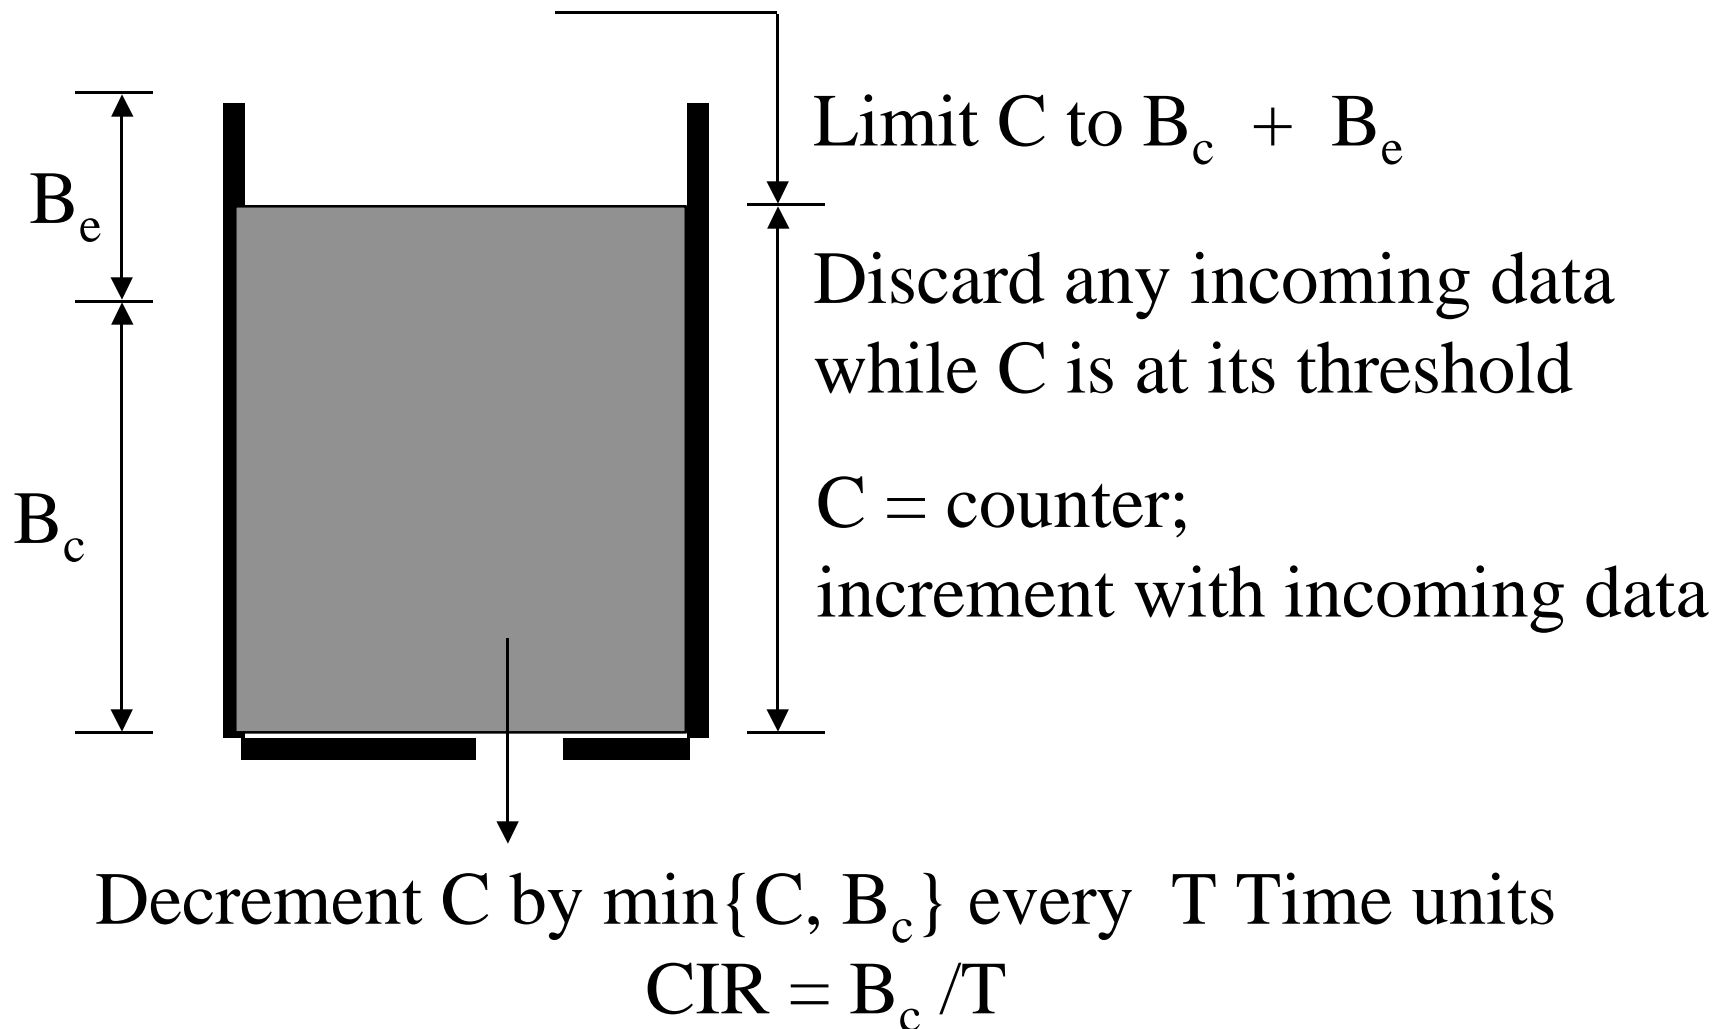 Limit C to Bc + Be
Be
Discard any incoming data
while C is at its threshold
Bc
C = counter;
increment with incoming data
Decrement C by min{C, Bc} every T Time units
CIR = Bc /T